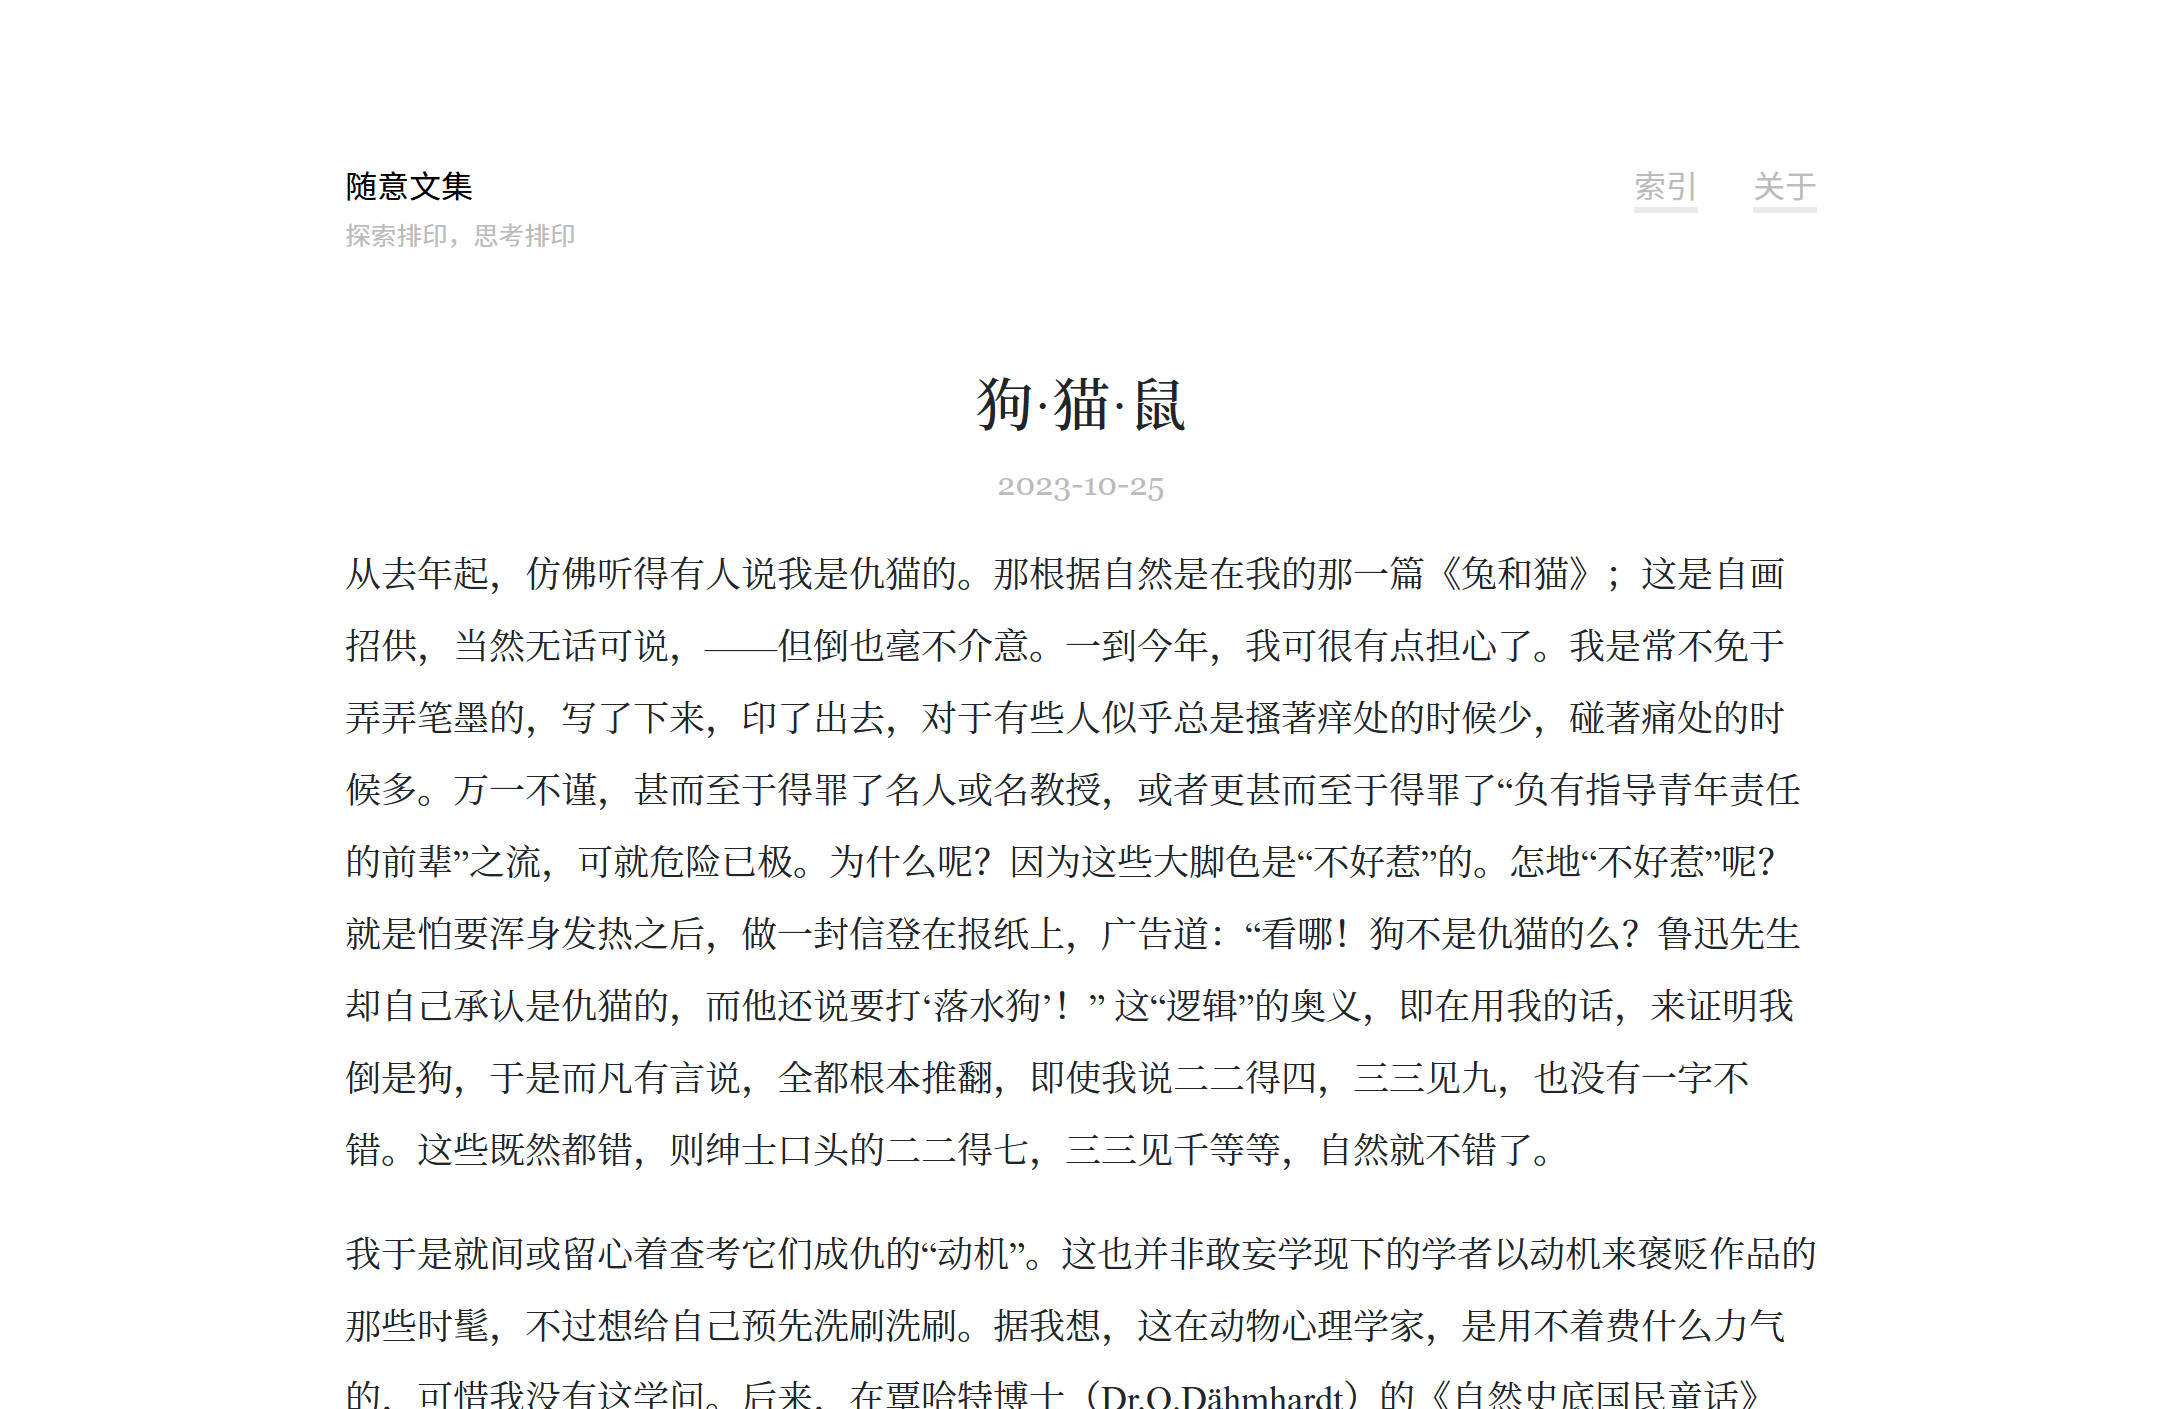 随意文集
索引 关于
探索排印，思考排印
狗·猫·鼠
2023-10-25
从去年起，仿佛听得有人说我是仇猫的。那根据自然是在我的那一篇《兔和猫》；这是自画
招供，当然无话可说，——但倒也毫不介意。一到今年，我可很有点担心了。我是常不免于
弄弄笔墨的，写了下来，印了出去，对于有些人似乎总是搔著痒处的时候少，碰著痛处的时
候多。万一不谨，甚而至于得罪了名人或名教授，或者更甚而至于得罪了“负有指导青年责任
的前辈”之流，可就危险已极。为什么呢？因为这些大脚色是“不好惹”的。怎地“不好惹”呢？
就是怕要浑身发热之后，做一封信登在报纸上，广告道：“看哪！狗不是仇猫的么？鲁迅先生
却自己承认是仇猫的，而他还说要打‘落水狗’！” 这“逻辑”的奥义，即在用我的话，来证明我
倒是狗，于是而凡有言说，全都根本推翻，即使我说二二得四，三三见九，也没有一字不
错。这些既然都错，则绅士口头的二二得七，三三见千等等，自然就不错了。
我于是就间或留心着查考它们成仇的“动机”。这也并非敢妄学现下的学者以动机来褒贬作品的
那些时髦，不过想给自己预先洗刷洗刷。据我想，这在动物心理学家，是用不着费什么力气
的，可惜我没有这学问。后来，在覃哈特博士（Dr.O.Dähmhardt）的《自然史底国民童话》